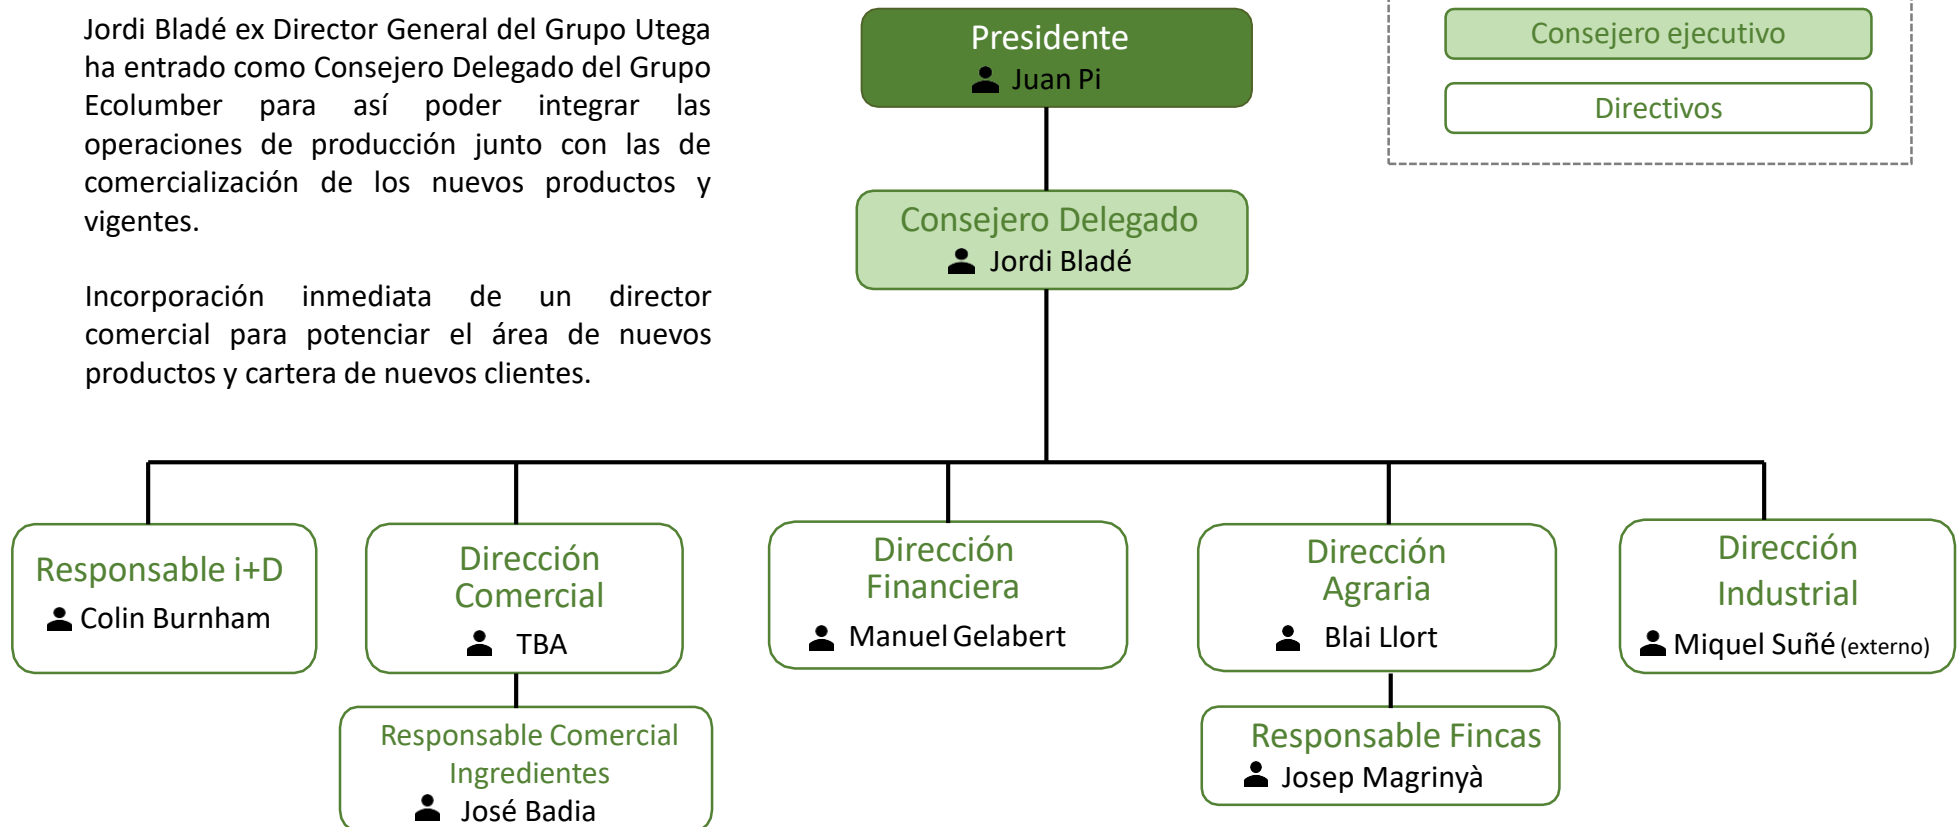 Jordi Bladé ex Director General del Grupo Utega
ha entrado como Consejero Delegado del Grupo
Ecolumber para así poder integrar las
operaciones de producción junto con las de
comercialización de los nuevos productos y
vigentes.
Incorporación inmediata de un director
comercial para potenciar el área de nuevos
productos y cartera de nuevos clientes.
Presidente
Juan Pi
Consejero ejecutivo
Directivos
Consejero Delegado
Jordi Bladé
Responsable i+D
Colin Burnham
Dirección
Comercial
TBA
Dirección
Financiera
Manuel Gelabert
Dirección
Agraria
Blai Llort
Dirección
Industrial
Miquel Suñé (externo)
Responsable Comercial
Ingredientes
José Badia
Responsable Fincas
Josep Magrinyà